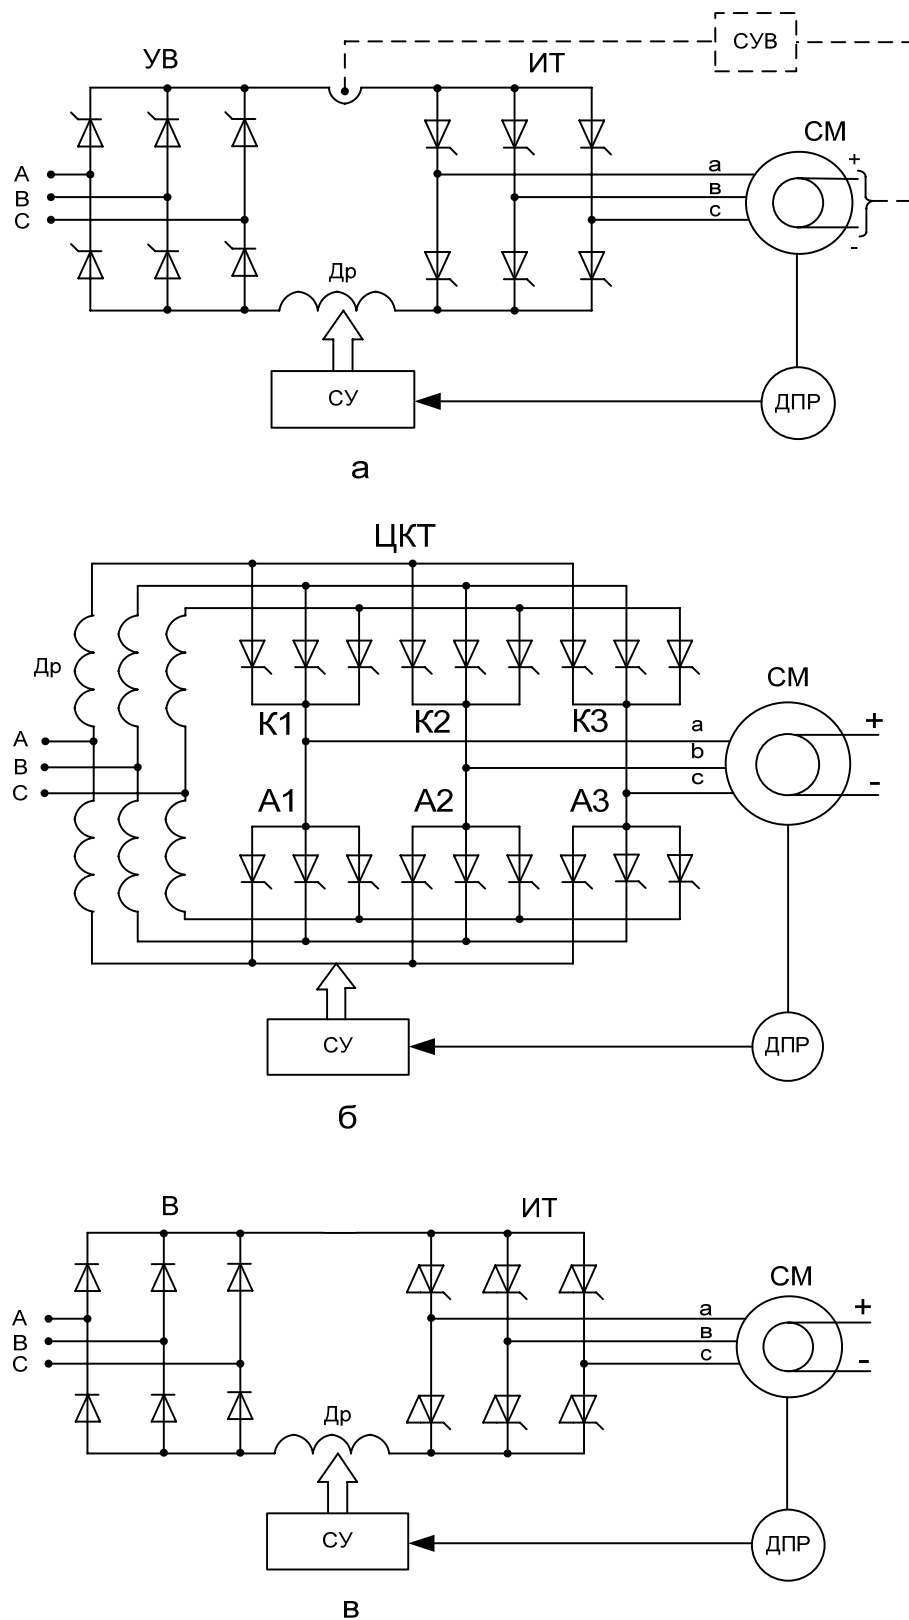 СУВ
УВ
ИТ
СМ
А
В
С
а
в
с
+
-
Др
СУ
ДПР
а
ЦКТ
Др
СМ
К1
К2
К3
А
В
С
a
b
c
+
-
А1
А2
А3
СУ
ДПР
б
В
ИТ
СМ
А
В
С
а
в
с
+
-
Др
СУ
ДПР
в